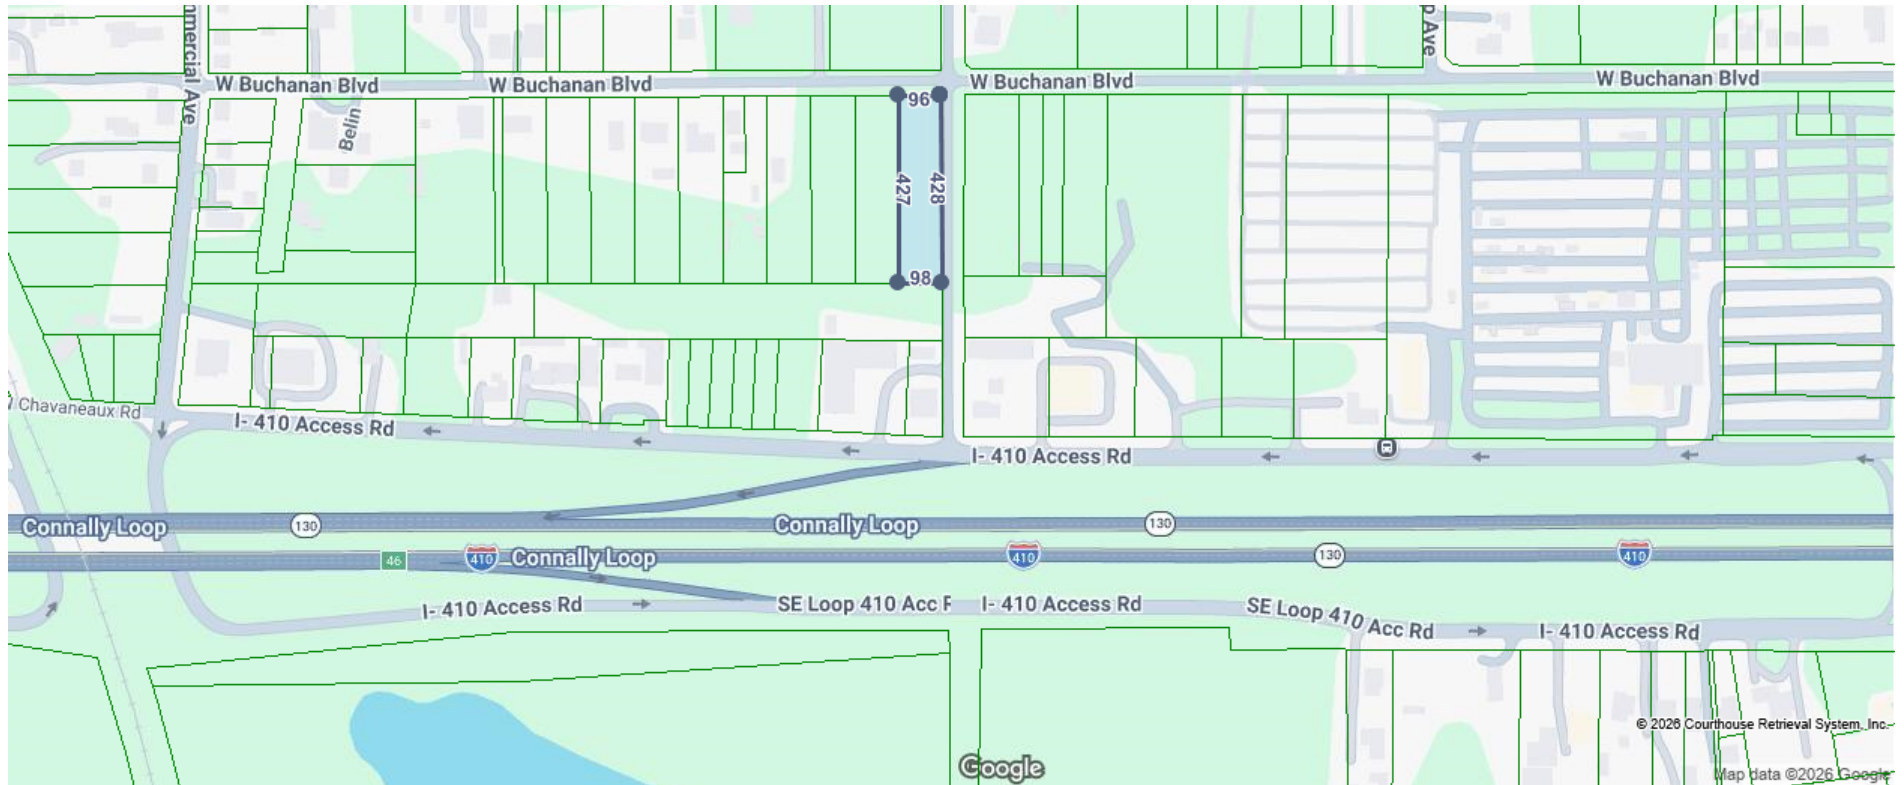 mmercial Ave
p Ave
W Buchanan Blvd
W Buchanan Blvd
W Buchanan Blvd
W Buchanan Blvd
96
Belin
427
428
98
Chavaneaux Rd
I- 410 Access Rd
I- 410 Access Rd
Connally Loop
130
Connally Loop
130
46
410
Connally Loop
410
130
410
I- 410 Access Rd
SE Loop 410 Acc R
I- 410 Access Rd
SE Loop 410 Acc Rd
I- 410 Access Rd
© 2026 Courthouse Retrieval System, Inc.
Google
Map data ©2026 Google